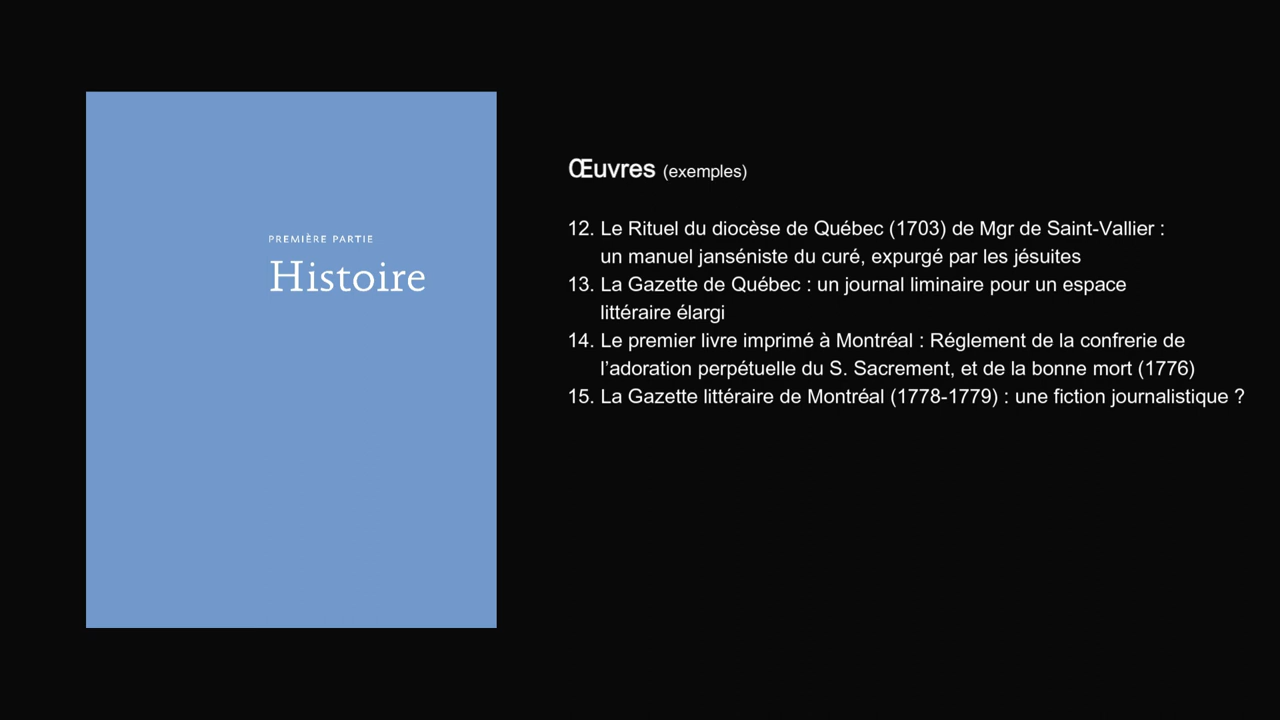 PREMIÈRE PARTIE
Histoire
Œuvres (exemples)
12. Le Rituel du diocèse de Québec (1703) de Mgr de Saint-Vallier :
un manuel janséniste du curé, expurgé par les jésuites
13. La Gazette de Québec : un journal liminaire pour un espace
littéraire élargi
14. Le premier livre imprimé à Montréal : Réglement de la confrerie de
l’adoration perpétuelle du S. Sacrement, et de la bonne mort (1776)
15. La Gazette littéraire de Montréal (1778-1779) : une fiction journalistique ?